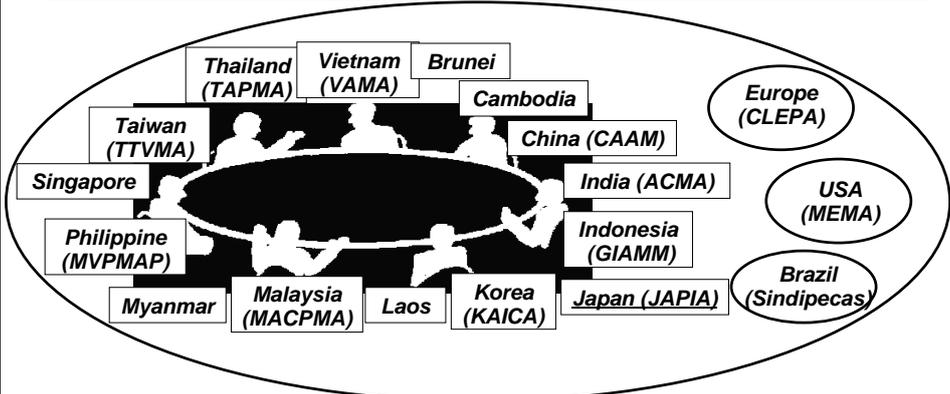 Thailand
(TAPMA)
Vietnam
(VAMA)
Brunei
Cambodia
Taiwan
(TTVMA)
China (CAAM)
Singapore
India (ACMA)
Philippine
(MVPMAP)
Indonesia
(GIAMM)
Myanmar
Malaysia
(MACPMA)
Laos
Korea
(KAICA)
Japan (JAPIA)
Europe
(CLEPA)
USA
(MEMA)
Brazil
(Sindipecas)